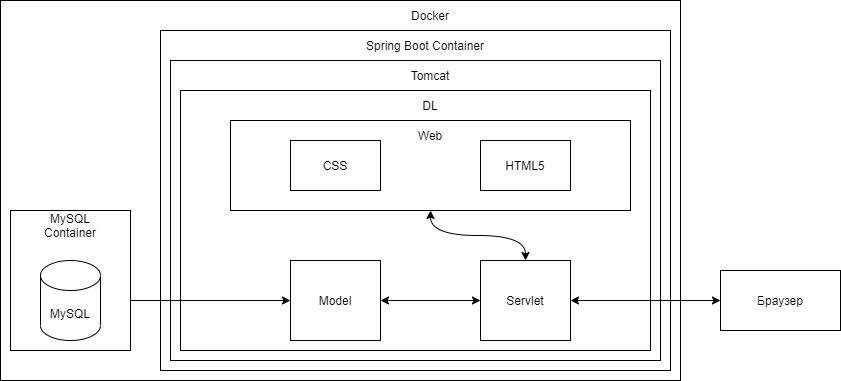 Docker
Spring Boot Container
Tomcat
DL
Web
CSS
HTML5
MySQL
Container
MySQL
Model
Servlet
Браузер